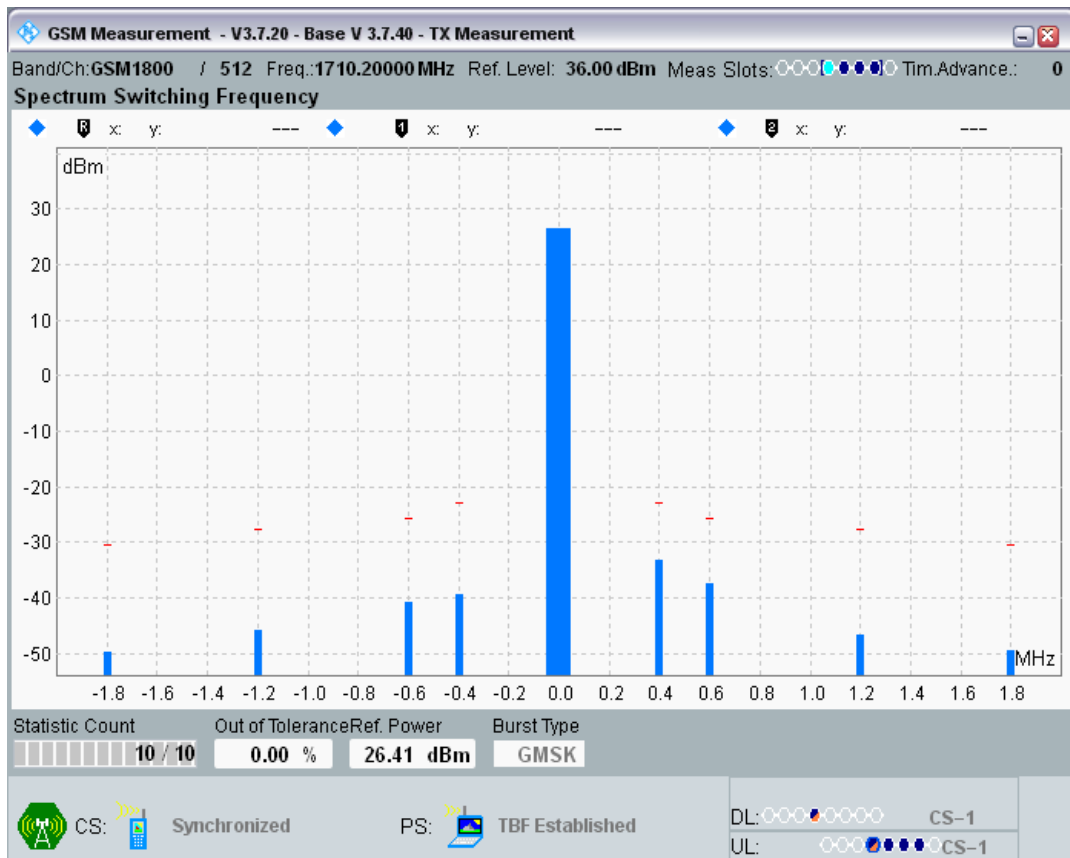 GSM Measurement - V3.7.20 - Base V 3.7.40 - TX Measurement
Band/Ch:GSM1800 / 512 Freq.:1710.20000 MHz Ref. Level: 36.00 dBm Meas Slots: Tim.Advance.: 0
Spectrum Switching Frequency
R x: y: --- 1 x: y: --- 2 x: y: ---
dBm
30
20
10
0
-10
-20
-30
-40
-50
MHz
-1.8 -1.6 -1.4 -1.2 -1.0 -0.8 -0.6 -0.4 -0.2 0.0 0.2 0.4 0.6 0.8 1.0 1.2 1.4 1.6 1.8
Statistic Count Out of Tolerance Ref. Power Burst Type
10 / 10 0.00 % 26.41 dBm GMSK
CS: Synchronized PS: TBF Established
DL: CS-1
UL: CS-1